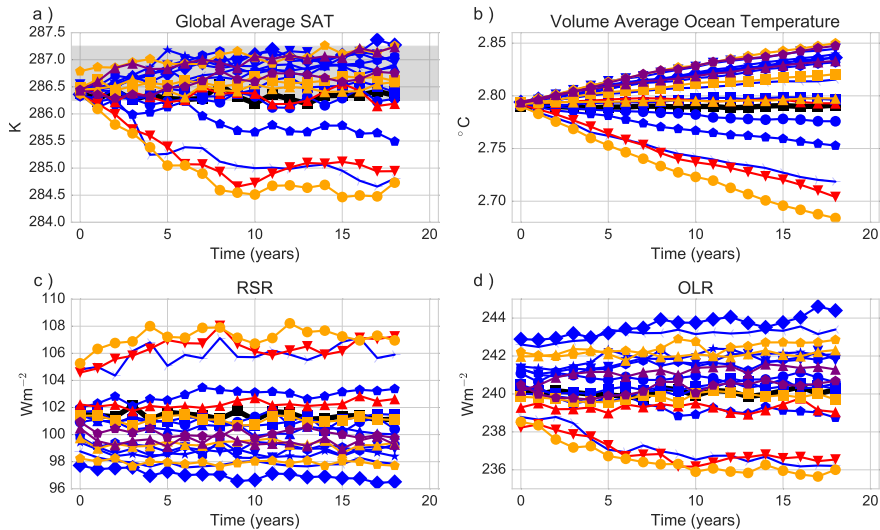 a ) Global Average SAT
287.5
287.0
286.5
286.0
285.5
285.0
284.5
284.0
K
0 5 10 15 20
Time (years)
b ) Volume Average Ocean Temperature
2.85
2.80
2.75
2.70
° C
0 5 10 15 20
Time (years)
c ) RSR
110
108
106
104
102
100
98
96
Wm⁻²
0 5 10 15 20
Time (years)
d ) OLR
244
242
240
238
236
Wm⁻²
0 5 10 15 20
Time (years)